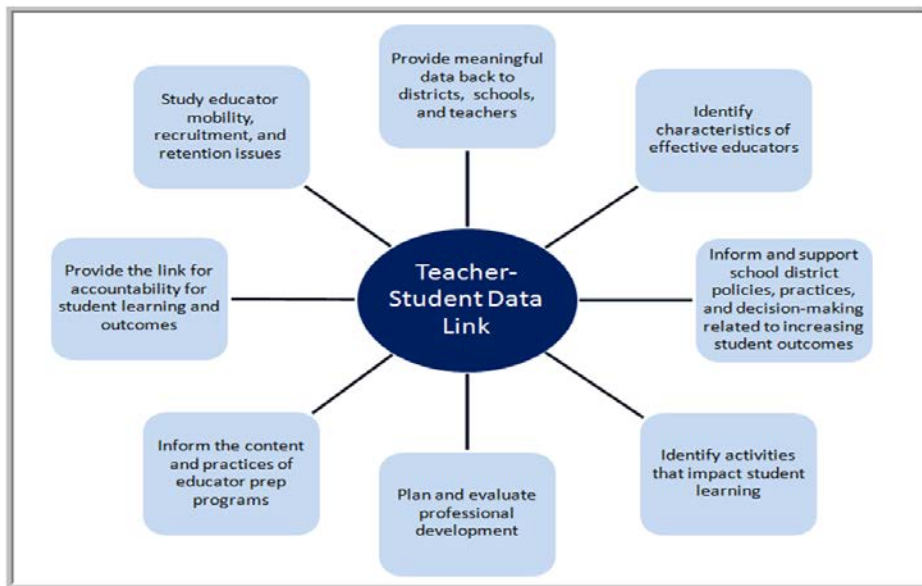 Provide meaningful
data back to
districts, schools,
and teachers
Study educator
mobility,
recruitment, and
retention issues
Identify
characteristics of
effective educators
Provide the link for
accountability for
student learning and
outcomes
Teacher-
Student Data
Link
Inform and support
school district
policies, practices,
and decision-making
related to increasing
student outcomes
Inform the content
and practices of
educator prep
programs
Plan and evaluate
professional
development
Identify activities
that impact student
learning